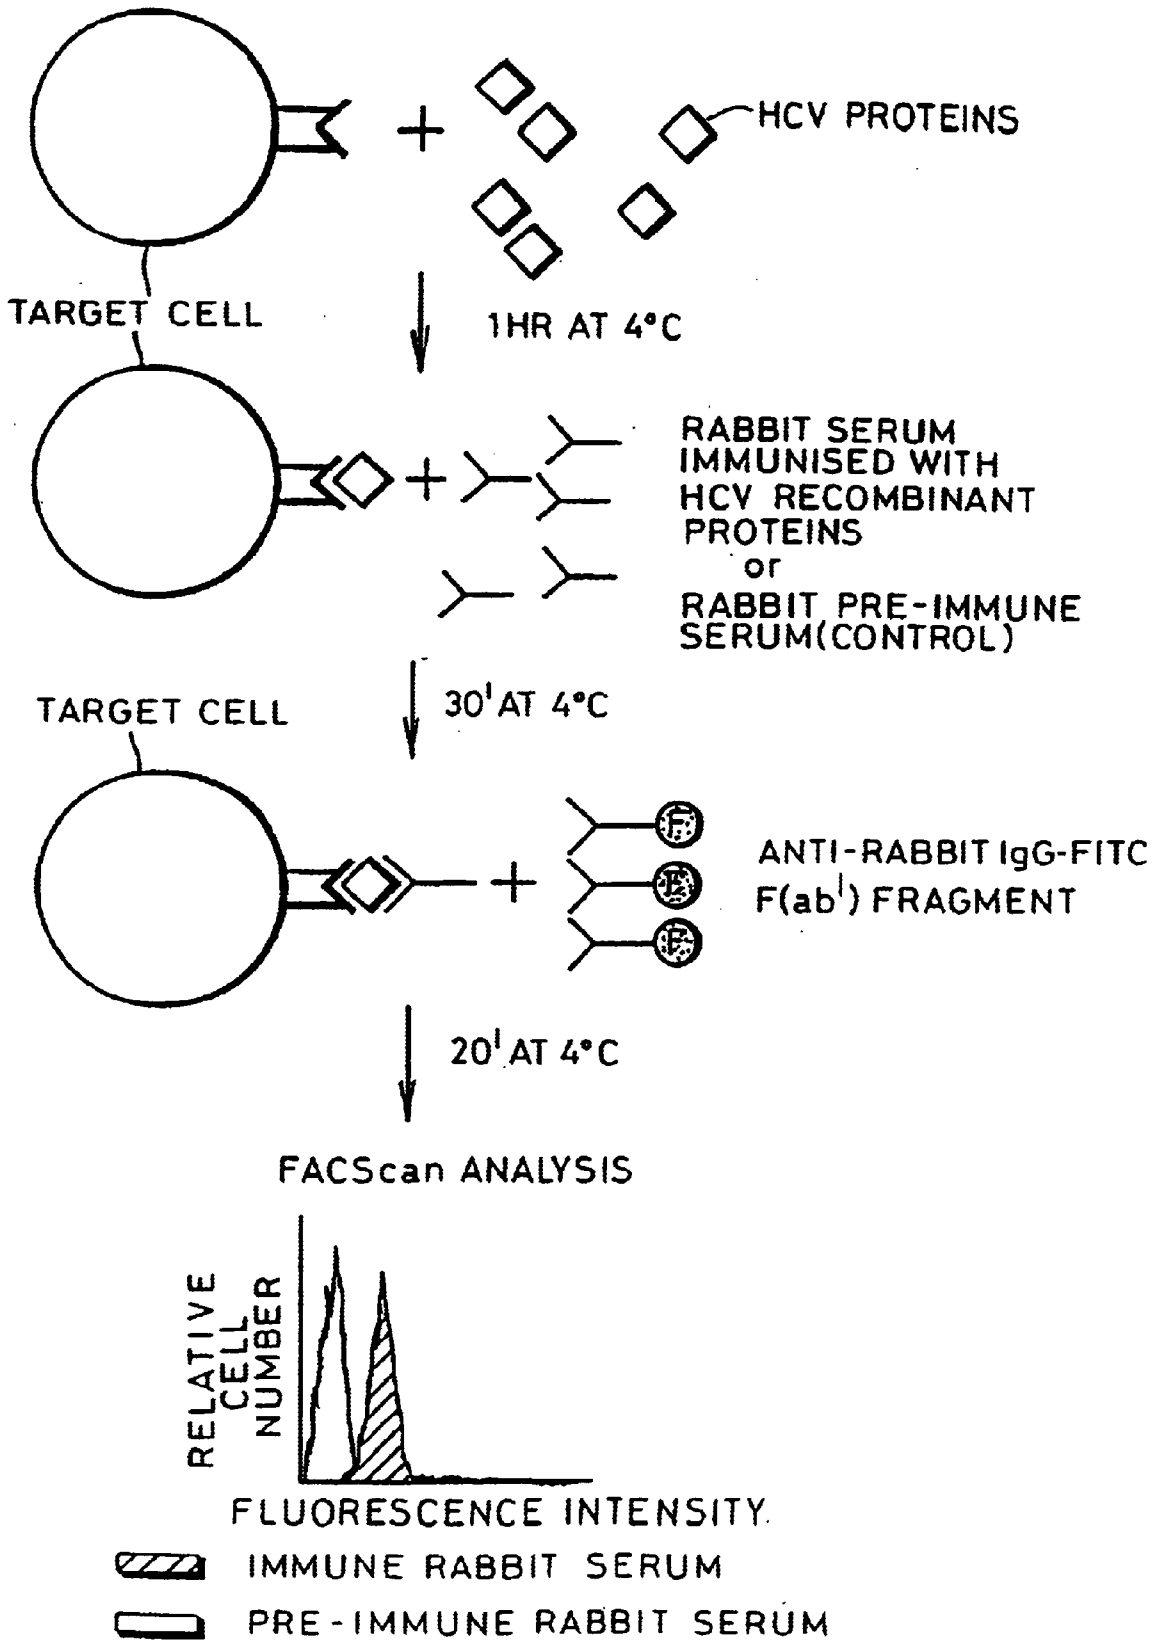 HCV PROTEINS
TARGET CELL
1HR AT 4°C
RABBIT SERUM
IMMUNISED WITH
HCV RECOMBINANT
PROTEINS
or
RABBIT PRE-IMMUNE
SERUM(CONTROL)
30' AT 4°C
TARGET CELL
F
F
F
ANTI-RABBIT IgG-FITC
F(ab') FRAGMENT
20' AT 4°C
FACScan ANALYSIS
RELATIVE
CELL
NUMBER
FLUORESCENCE INTENSITY
IMMUNE RABBIT SERUM
PRE-IMMUNE RABBIT SERUM